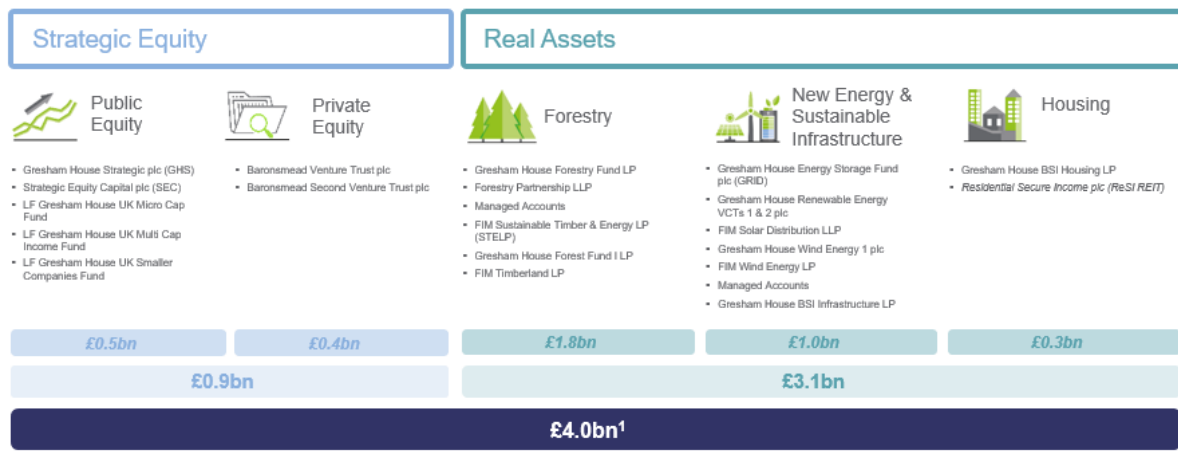 Strategic Equity
Real Assets
Public
Equity
Private
Equity
Forestry
New Energy &
Sustainable
Infrastructure
Housing
▪ Gresham House Strategic plc (GHS)
▪ Strategic Equity Capital plc (SEC)
▪ LF Gresham House UK Micro Cap
Fund
▪ LF Gresham House UK Multi Cap
Income Fund
▪ LF Gresham House UK Smaller
Companies Fund
▪ Baronsmead Venture Trust plc
▪ Baronsmead Second Venture Trust plc
▪ Gresham House Forestry Fund LP
▪ Forestry Partnership LLP
▪ Managed Accounts
▪ FIM Sustainable Timber & Energy LP
(STELP)
▪ Gresham House Forest Fund I LP
▪ FIM Timberland LP
▪ Gresham House Energy Storage Fund
plc (GRID)
▪ Gresham House Renewable Energy
VCTs 1 & 2 plc
▪ FIM Solar Distribution LLP
▪ Gresham House Wind Energy 1 plc
▪ FIM Wind Energy LP
▪ Managed Accounts
▪ Gresham House BSI Infrastructure LP
▪ Gresham House BSI Housing LP
▪ Residential Secure Income plc (ReSI REIT)
£0.5bn
£0.4bn
£1.8bn
£1.0bn
£0.3bn
£0.9bn
£3.1bn
£4.0bn¹